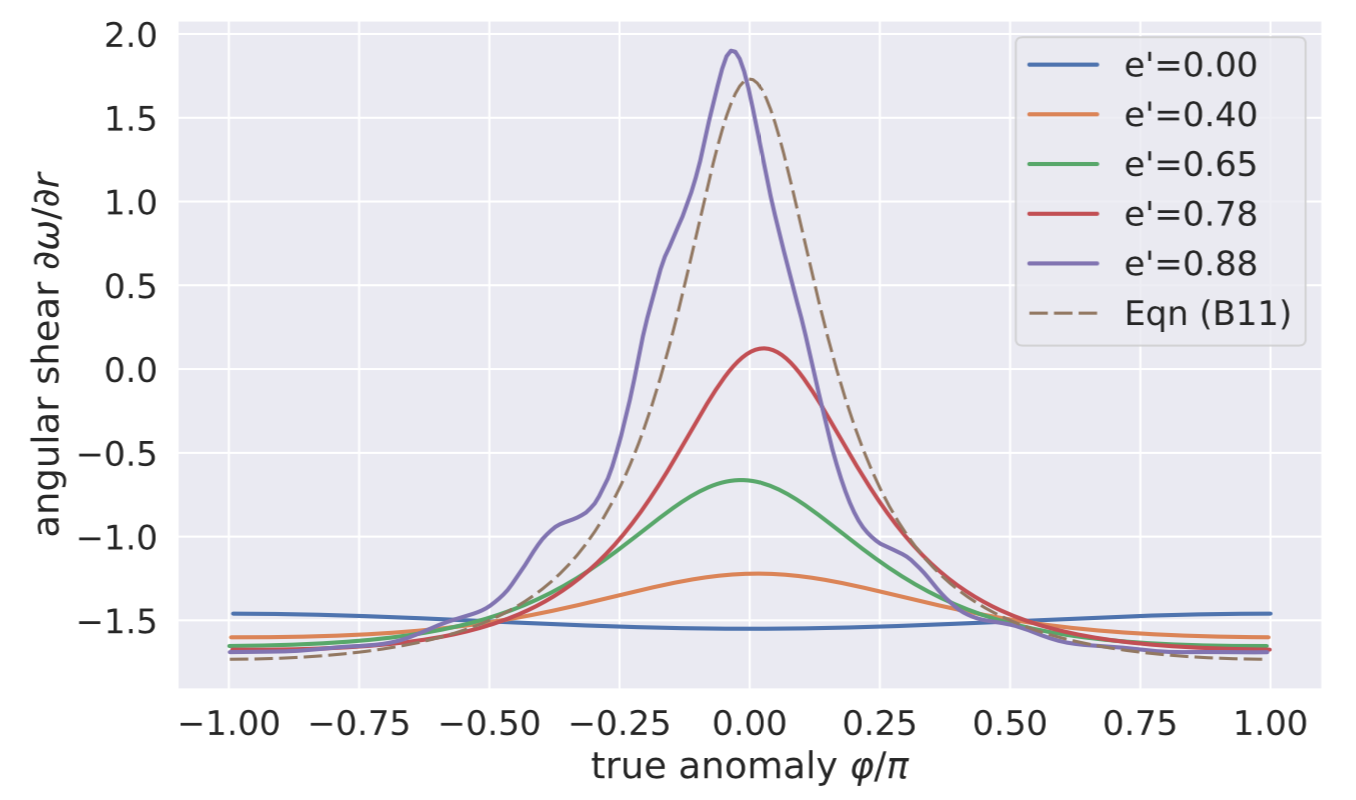 2.0
1.5
1.0
0.5
0.0
−0.5
−1.0
−1.5
angular shear ∂ω/∂r
e'=0.00
e'=0.40
e'=0.65
e'=0.78
e'=0.88
Eqn (B11)
−1.00 −0.75 −0.50 −0.25 0.00 0.25 0.50 0.75 1.00
true anomaly φ/π